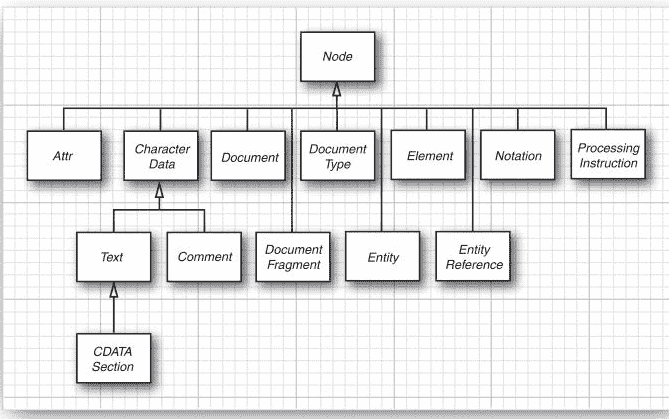 Node
Attr
Character
Data
Document
Document
Type
Element
Notation
Processing
Instruction
Text
Comment
Document
Fragment
Entity
Entity
Reference
CDATA
Section